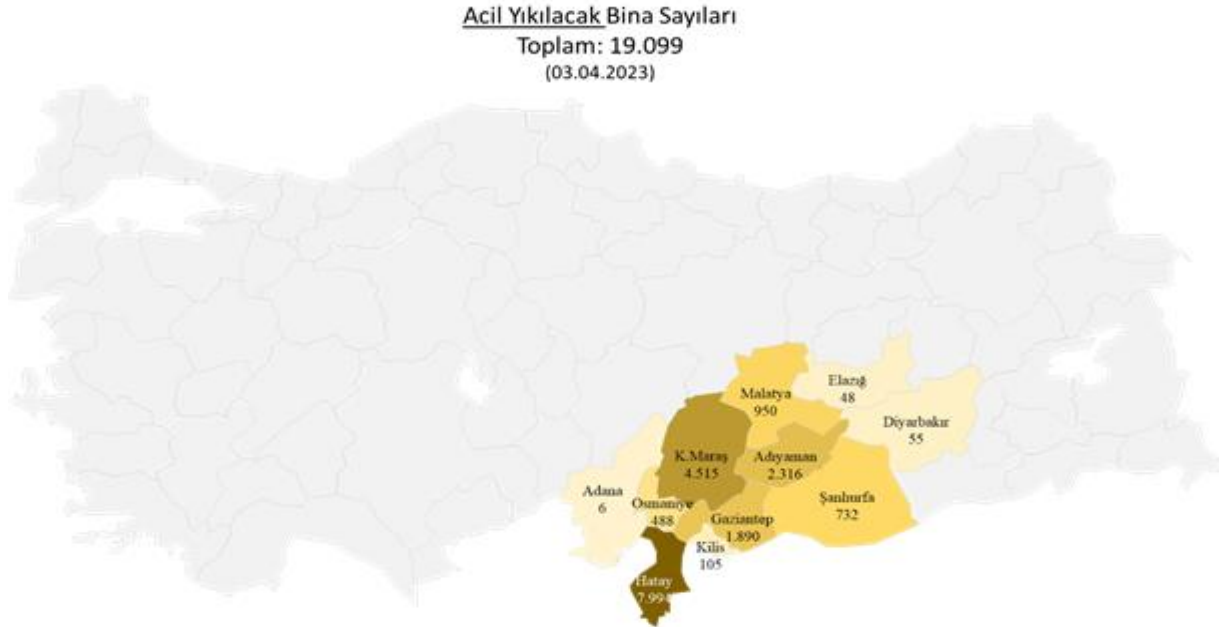 Acil Yıkılacak Bina Sayıları
Toplam: 19.099
(03.04.2023)
Elazığ
48
Malatya
950
Diyarbakır
55
K.Maraş
4.515
Adıyaman
2.316
Adana
6
Osmaniye
488
Şanlıurfa
732
Gaziantep
1.890
Kilis
105
Hatay
7.994